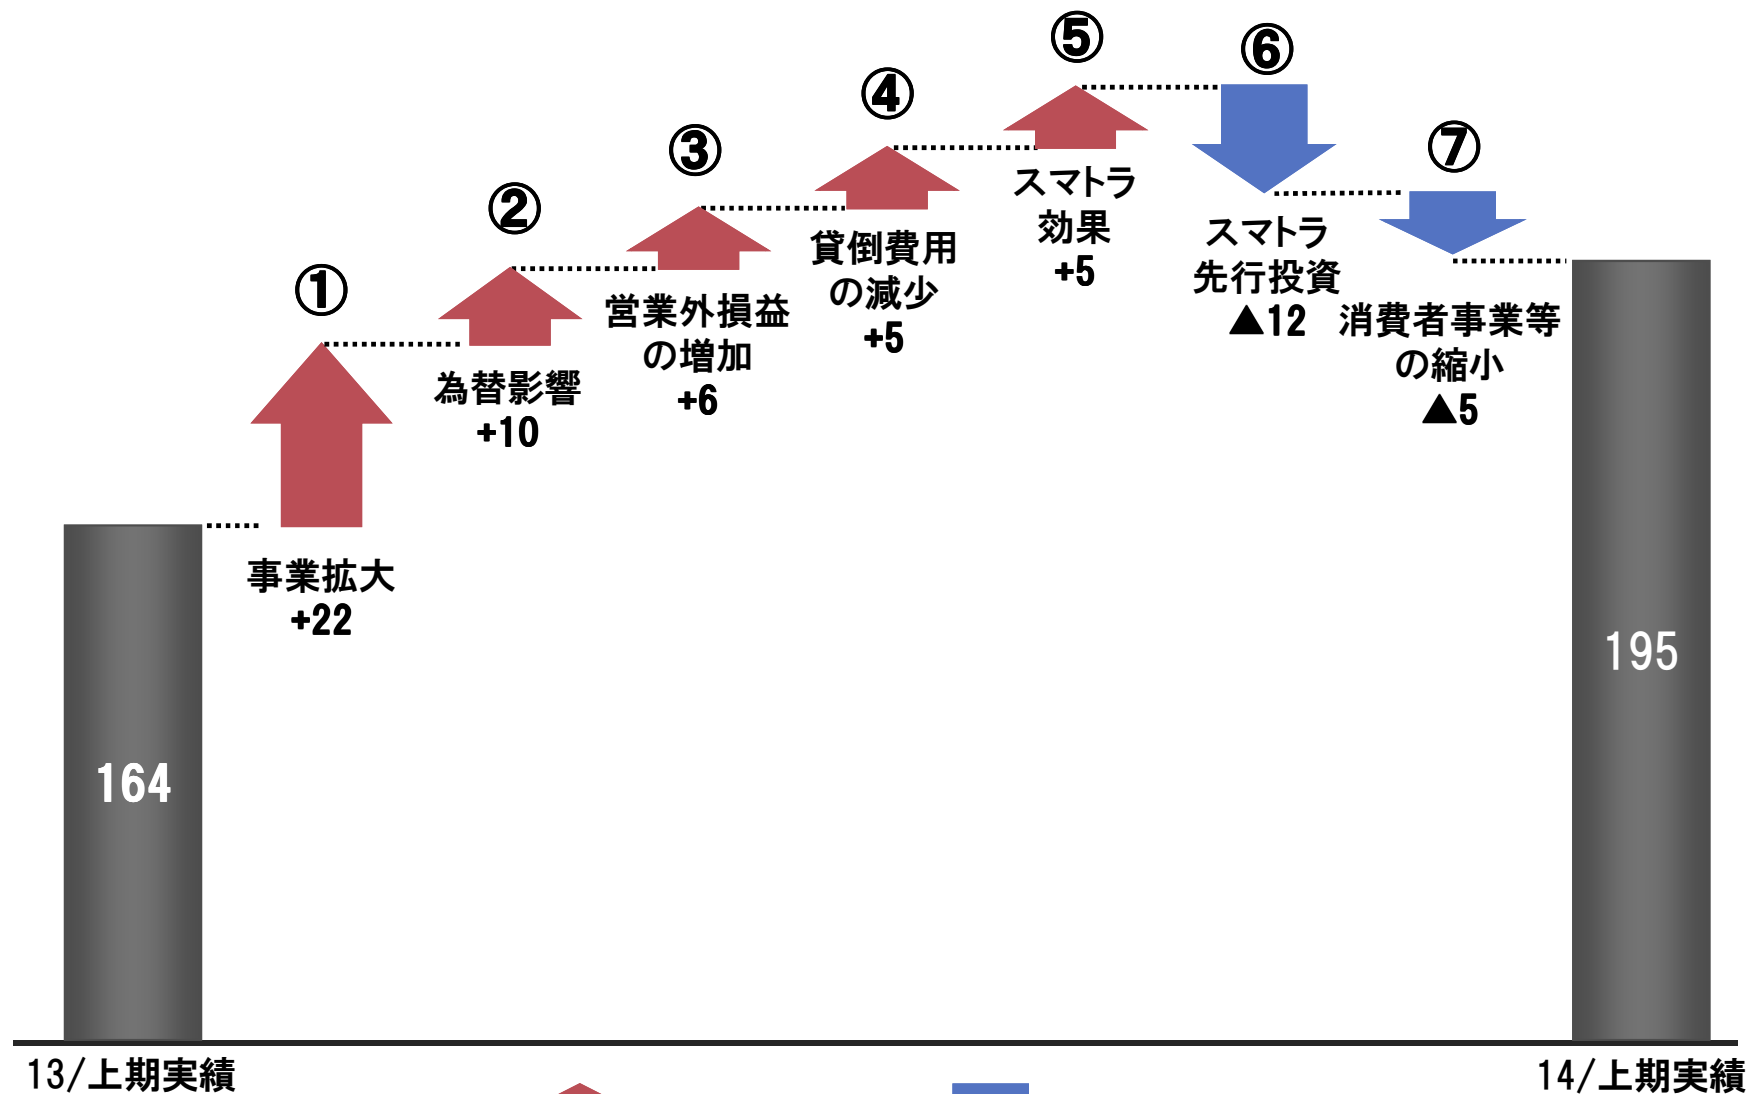 ①
事業拡大
+22
②
為替影響
+10
③
営業外損益
の増加
+6
④
貸倒費用
の減少
+5
⑤
スマトラ
効果
+5
⑥
スマトラ
先行投資
▲12
⑦
消費者事業等
の縮小
▲5
164
195
13/上期実績
14/上期実績